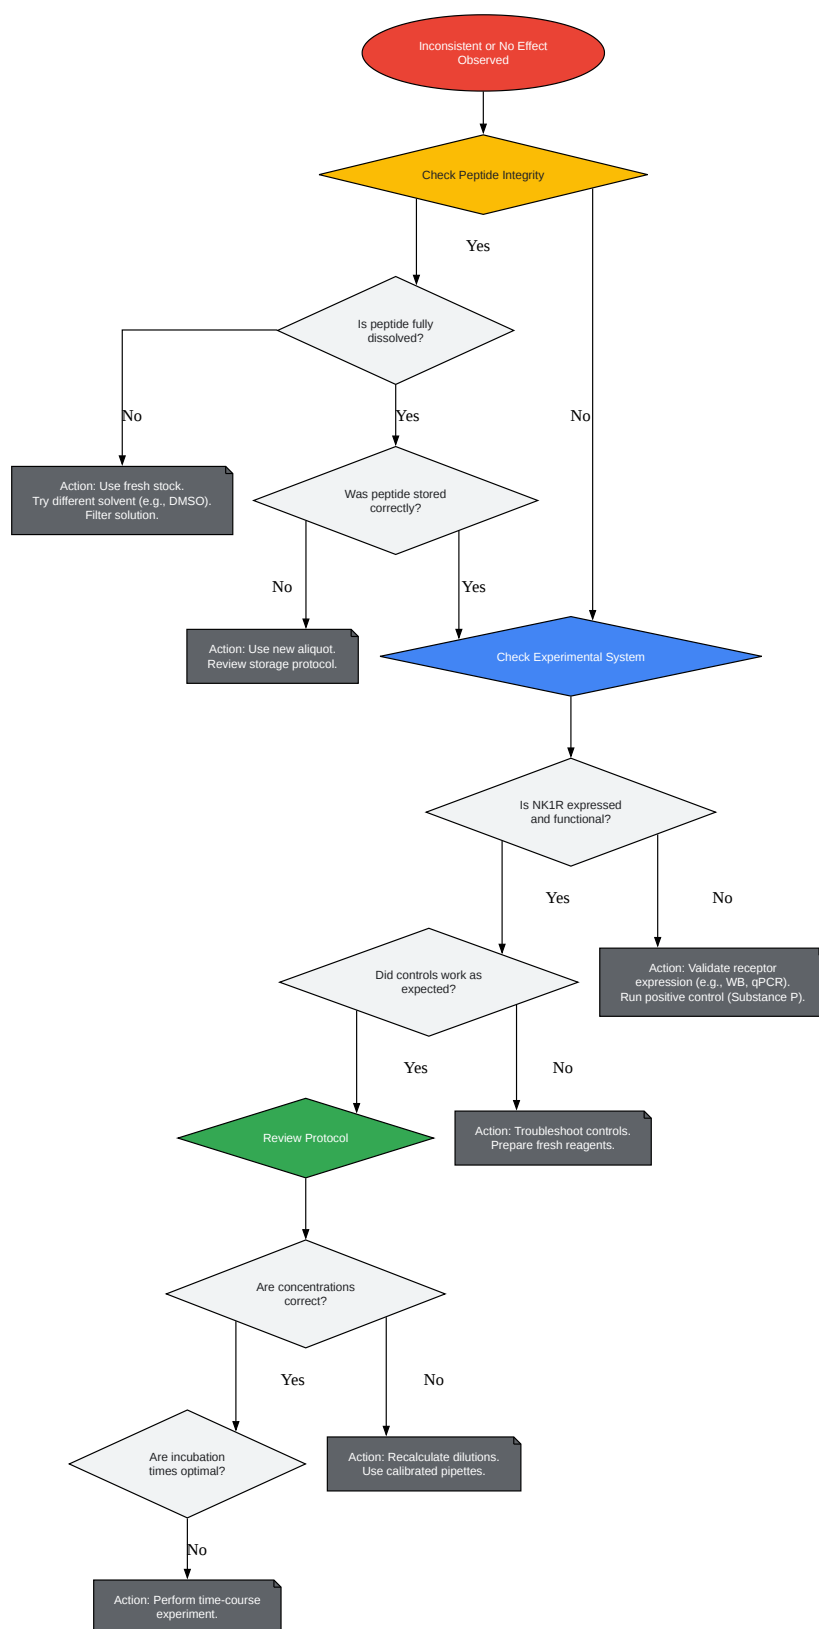 Inconsistent or No Effect
Observed
Check Peptide Integrity
Yes
Is peptide fully
dissolved?
No
Yes
No
Action: Use fresh stock.
Try different solvent (e.g., DMSO).
Filter solution.
Was peptide stored
correctly?
No
Yes
Action: Use new aliquot.
Review storage protocol.
Check Experimental System
Is NK1R expressed
and functional?
Yes
No
Did controls work as
expected?
Action: Validate receptor
expression (e.g., WB, qPCR).
Run positive control (Substance P).
Yes
No
Review Protocol
Action: Troubleshoot controls.
Prepare fresh reagents.
Are concentrations
correct?
Yes
No
Are incubation
times optimal?
Action: Recalculate dilutions.
Use calibrated pipettes.
No
Action: Perform time-course
experiment.